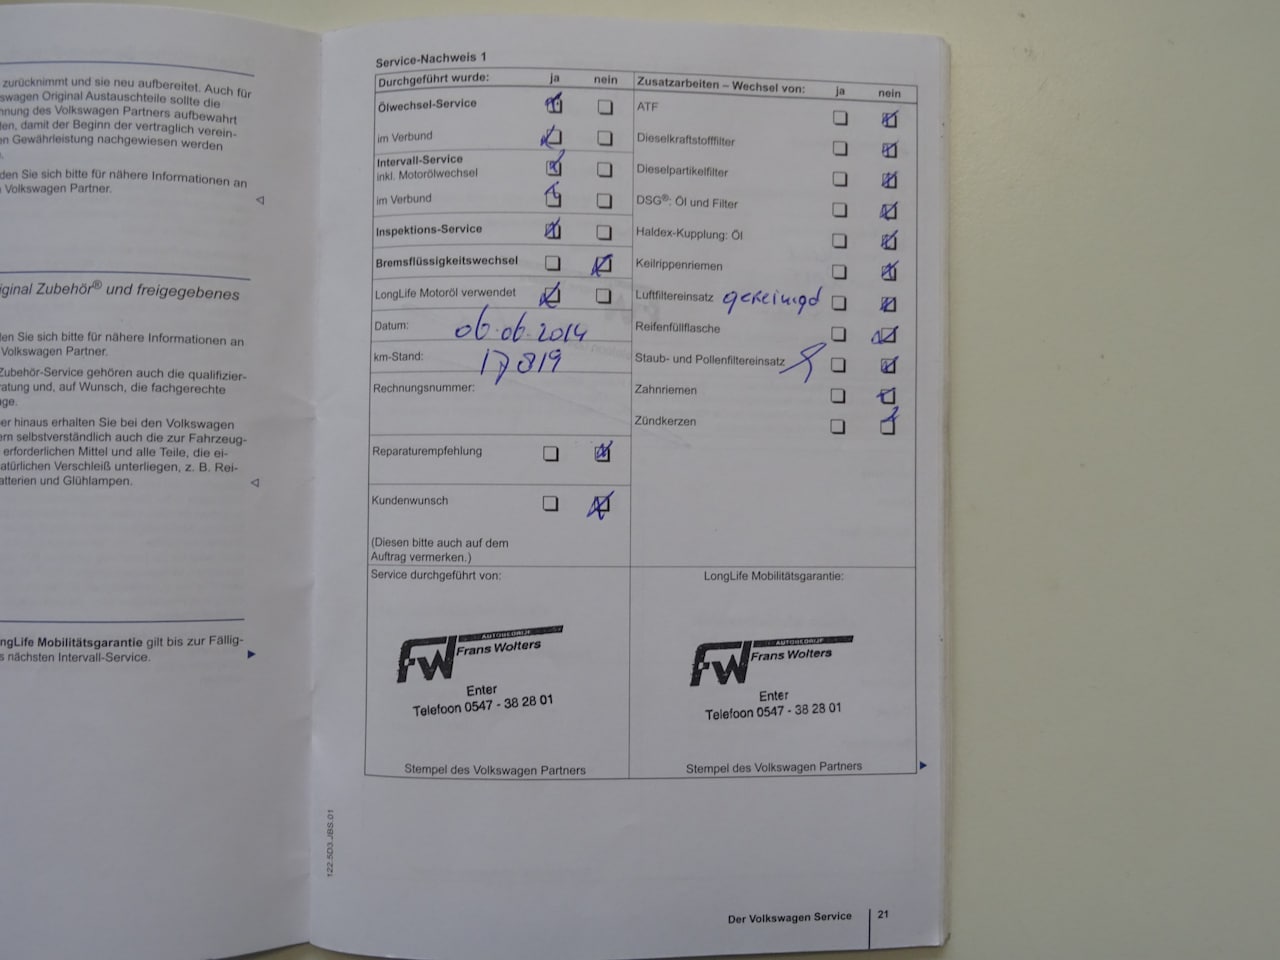 zurücknimmt und sie neu aufbereitet. Auch für
swagen Original Austauschteile sollte die
nung des Volkswagen Partners aufbewahrt
en, damit der Beginn der vertraglich verein-
n Gewährleistung nachgewiesen werden
den Sie sich bitte für nähere Informationen an
Volkswagen Partner.
iginal Zubehör® und freigegebenes
den Sie sich bitte für nähere Informationen an
Volkswagen Partner.
Zubehör-Service gehören auch die qualifizier-
atung und, auf Wunsch, die fachgerechte
ge.
er hinaus erhalten Sie bei den Volkswagen
ern selbstverständlich auch die zur Fahrzeug-
erforderlichen Mittel und alle Teile, die ei-
atürlichen Verschleiß unterliegen, z. B. Rei-
atterien und Glühlampen.
ngLife Mobilitätsgarantie gilt bis zur Fällig-
s nächsten Intervall-Service.
Service-Nachweis 1
Durchgeführt wurde: ja nein
Ölwechsel-Service
im Verbund
Intervall-Service
inkl. Motorölwechsel
im Verbund
Inspektions-Service
Bremsflüssigkeitswechsel
LongLife Motoröl verwendet
Datum: 06.06.2014
km-Stand: 17819
Rechnungsnummer:
Reparaturempfehlung
Kundenwunsch
(Diesen bitte auch auf dem
Auftrag vermerken.)
Zusatzarbeiten – Wechsel von: ja nein
ATF
Dieselkraftstofffilter
Dieselpartikelfilter
DSG®: Öl und Filter
Haldex-Kupplung: Öl
Keilrippenriemen
Luftfiltereinsatz gereinigd
Reifenfüllflasche
Staub- und Pollenfiltereinsatz
Zahnriemen
Zündkerzen
Service durchgeführt von:
AUTOBEDRIJF
FW Frans Wolters
Enter
Telefoon 0547 - 38 28 01
Stempel des Volkswagen Partners
LongLife Mobilitätsgarantie:
AUTOBEDRIJF
FW Frans Wolters
Enter
Telefoon 0547 - 38 28 01
Stempel des Volkswagen Partners
122.5D3.JBS.01
Der Volkswagen Service 21